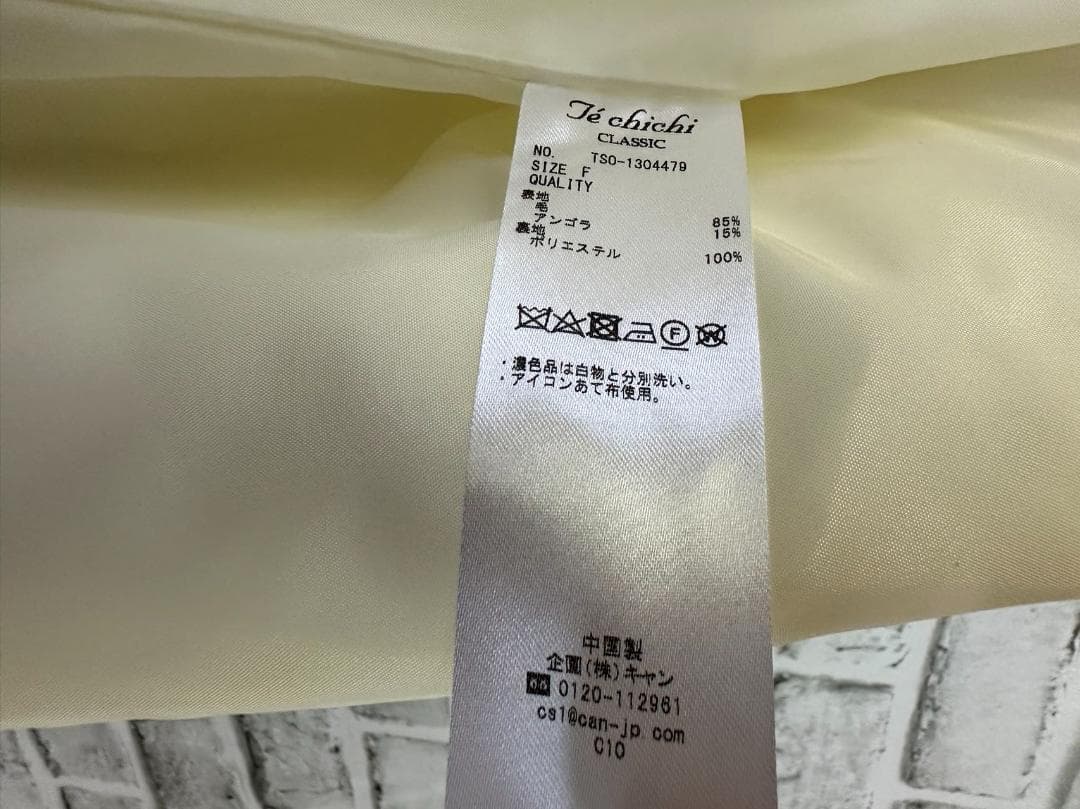 Té chichi
CLASSIC
NO. TSO-1304479
SIZE F
QUALITY
表地
毛 85%
アンゴラ 15%
裏地
ポリエステル 100%
F
W
・濃色品は白物と分別洗い。
・アイロンあて布使用。
中国製
企画(株)キャン
0120-112961
cs1@can-jp.com
C10